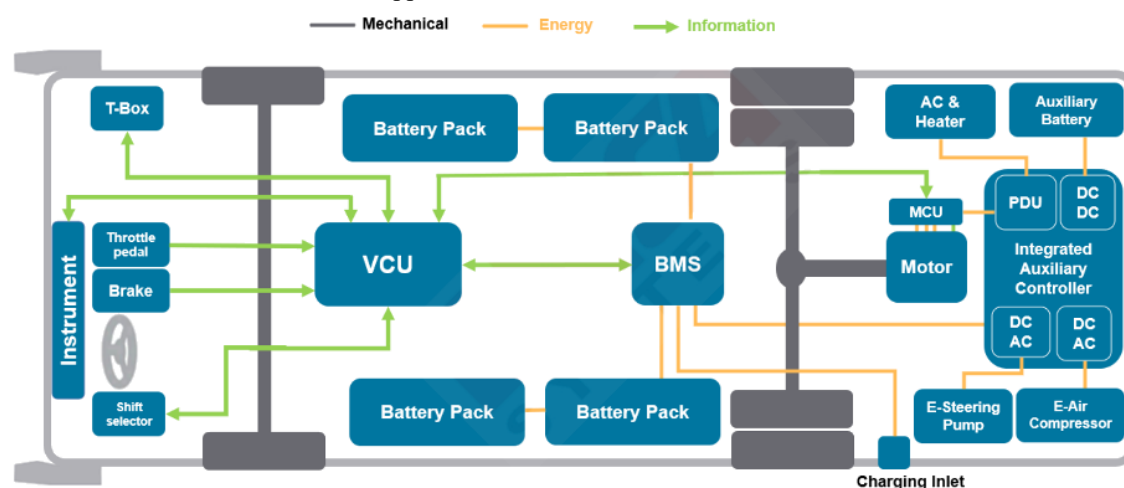 Mechanical
Energy
Information
T-Box
Battery Pack
Battery Pack
AC &
Heater
Auxiliary
Battery
Instrument
Throttle
pedal
Brake
VCU
BMS
MCU
Motor
PDU
DC
DC
Integrated
Auxiliary
Controller
DC
AC
DC
AC
Shift
selector
Battery Pack
Battery Pack
E-Steering
Pump
E-Air
Compressor
Charging Inlet